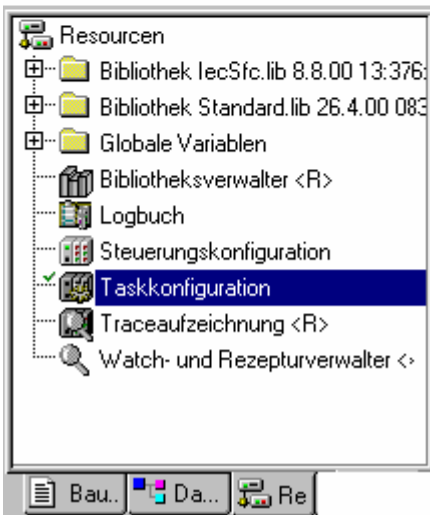 Resourcen
Bibliothek IecSfc.lib 8.8.00 13:376:
Bibliothek Standard.lib 26.4.00 083
Globale Variablen
Bibliotheksverwalter <R>
Logbuch
Steuerungskonfiguration
Taskkonfiguration
Traceaufzeichnung <R>
Watch- und Rezepturverwalter <>
Bau.. Da... Re